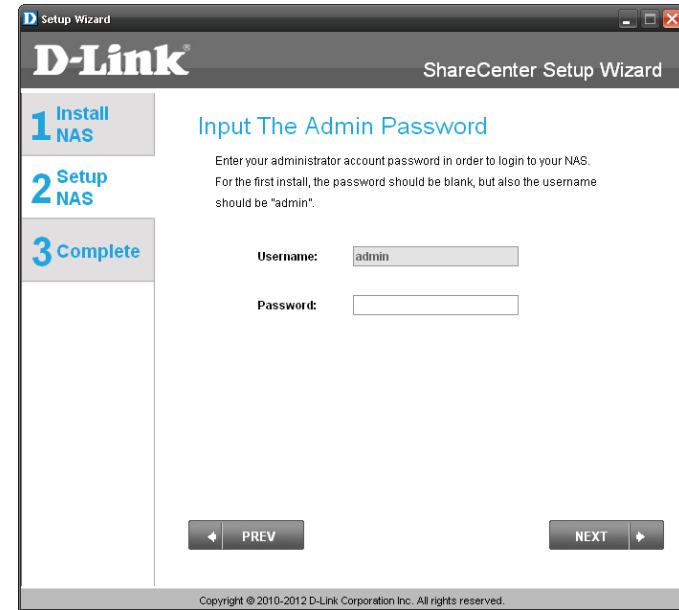 Setup Wizard
D-Link®
ShareCenter Setup Wizard
1 Install
NAS
2 Setup
NAS
3 Complete
Input The Admin Password
Enter your administrator account password in order to login to your NAS.
For the first install, the password should be blank, but also the username
should be "admin".
Username: admin
Password:
PREV
NEXT
Copyright © 2010-2012 D-Link Corporation Inc. All rights reserved.